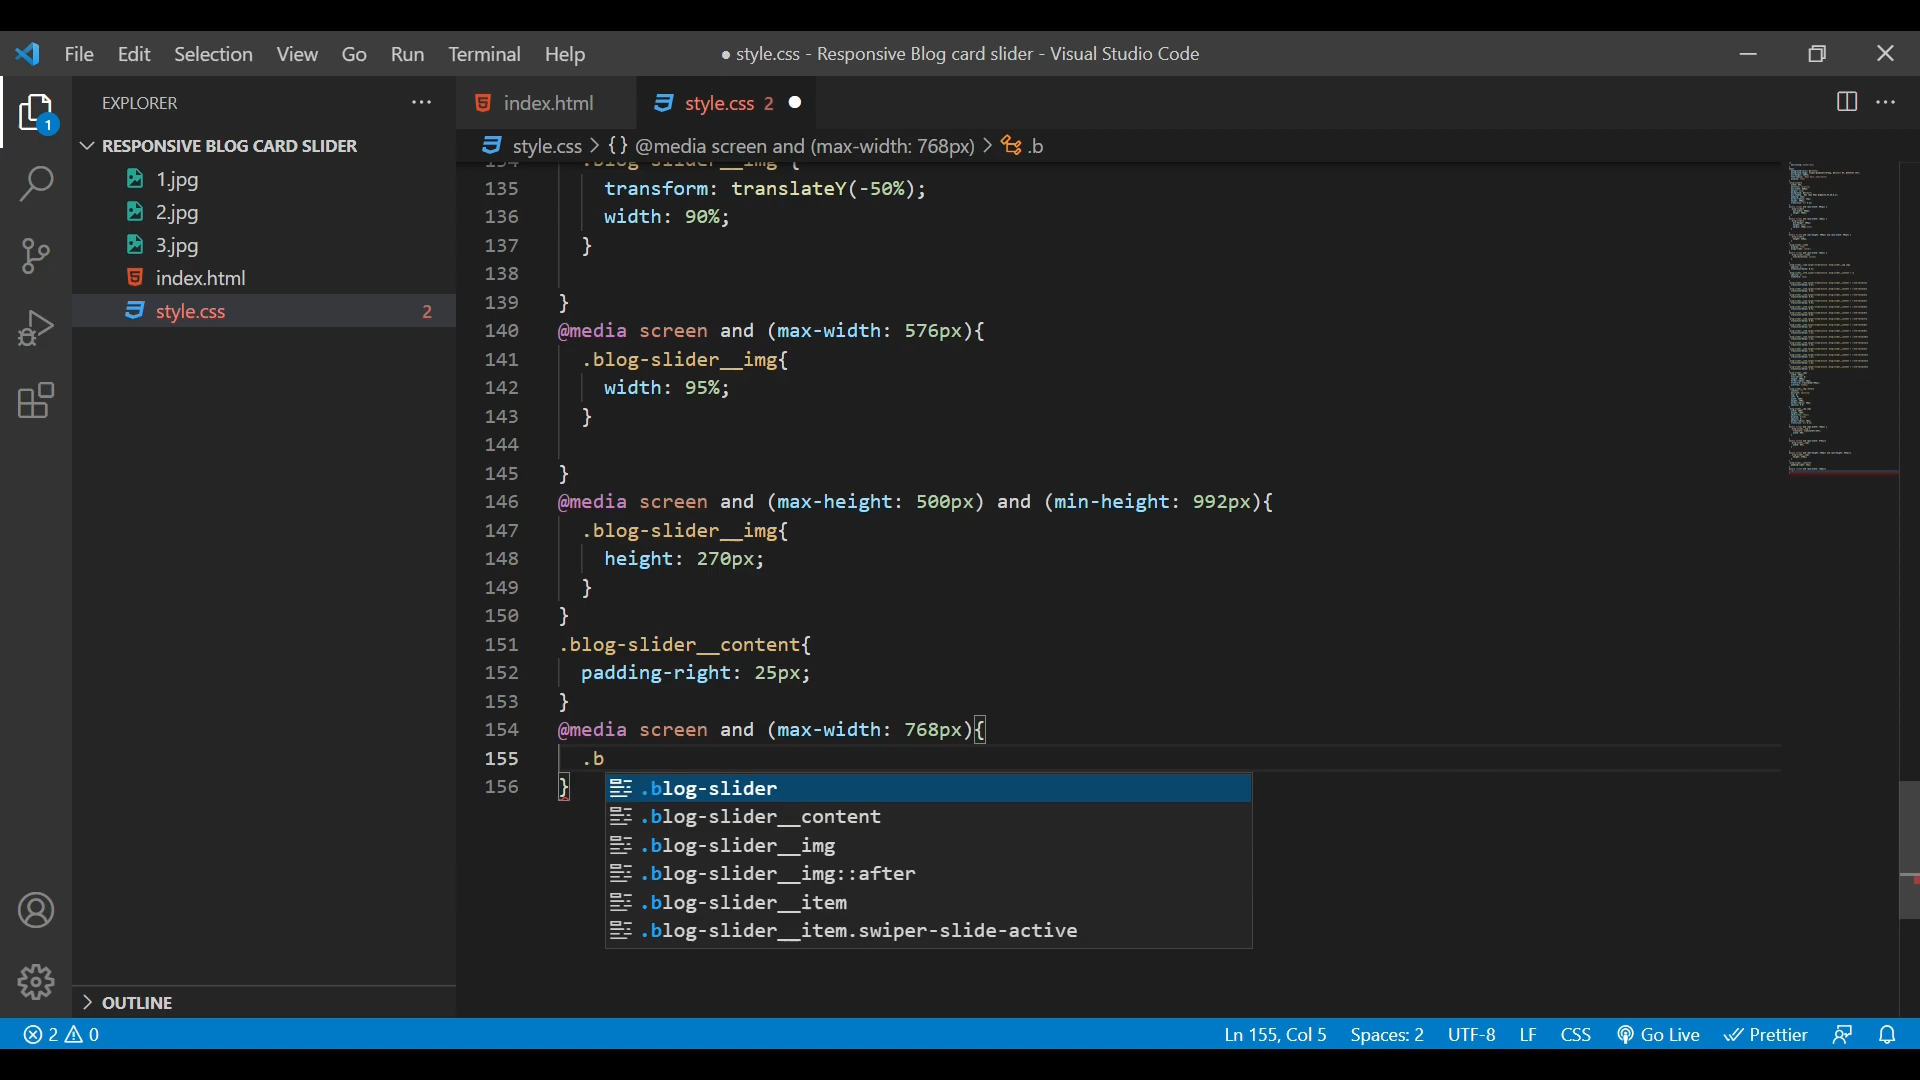 File Edit Selection View Go Run Terminal Help
● style.css - Responsive Blog card slider - Visual Studio Code
EXPLORER
index.html
style.css 2
1
RESPONSIVE BLOG CARD SLIDER
style.css > {} @media screen and (max-width: 768px) > .b
1.jpg
2.jpg
3.jpg
index.html
style.css 2
134 .blog-slider__img {
135 transform: translateY(-50%);
136 width: 90%;
137 }
138
139 }
140 @media screen and (max-width: 576px){
141 .blog-slider__img{
142 width: 95%;
143 }
144
145 }
146 @media screen and (max-height: 500px) and (min-height: 992px){
147 .blog-slider__img{
148 height: 270px;
149 }
150 }
151 .blog-slider__content{
152 padding-right: 25px;
153 }
154 @media screen and (max-width: 768px){
155 .b
156 }
.blog-slider
.blog-slider__content
.blog-slider__img
.blog-slider__img::after
.blog-slider__item
.blog-slider__item.swiper-slide-active
OUTLINE
2 0
Ln 155, Col 5 Spaces: 2 UTF-8 LF CSS Go Live Prettier